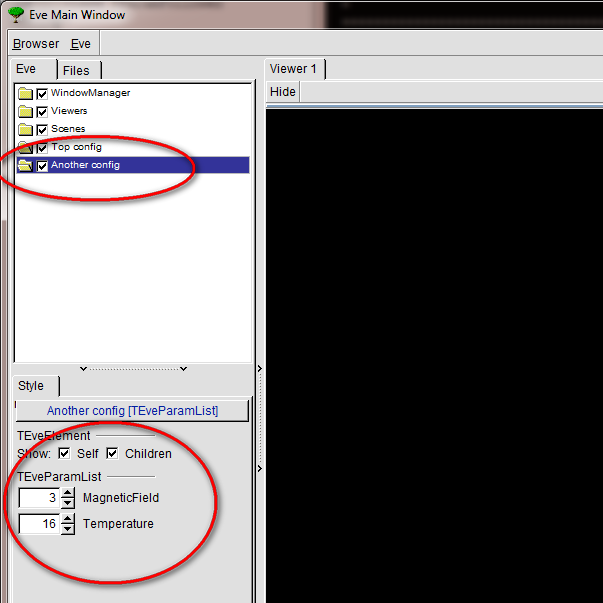 Eve Main Window
Browser Eve
Eve Files
Viewer 1
Hide
WindowManager
Viewers
Scenes
Top config
Another config
Style
Another config [TEveParamList]
TEveElement
Show: Self Children
TEveParamList
3 MagneticField
16 Temperature